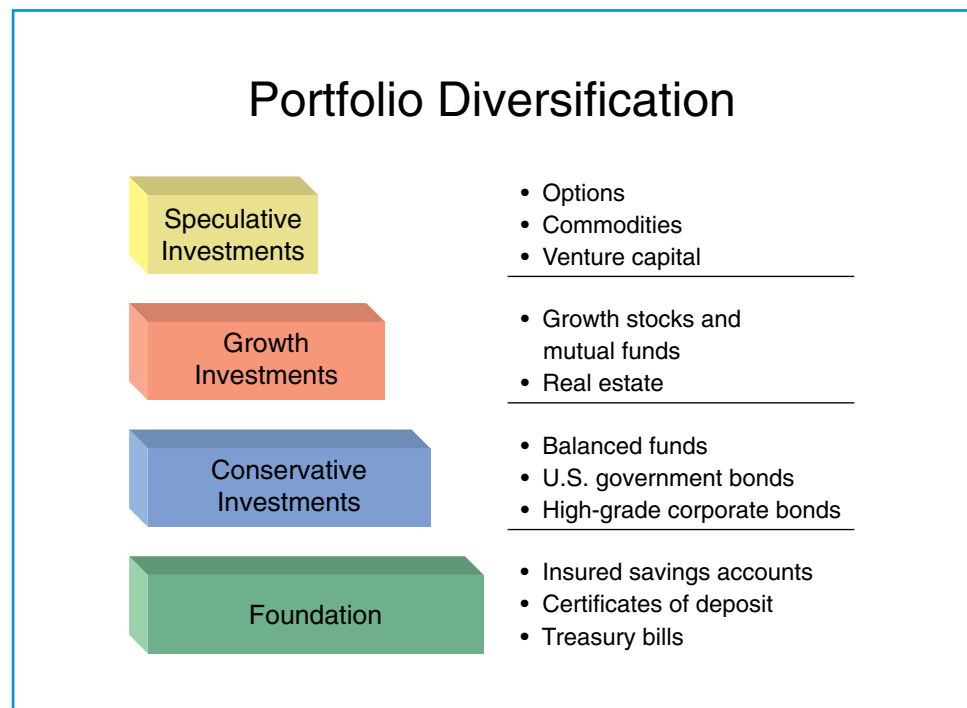 Portfolio Diversification
Speculative
Investments
• Options
• Commodities
• Venture capital
Growth
Investments
• Growth stocks and
mutual funds
• Real estate
Conservative
Investments
• Balanced funds
• U.S. government bonds
• High-grade corporate bonds
Foundation
• Insured savings accounts
• Certificates of deposit
• Treasury bills